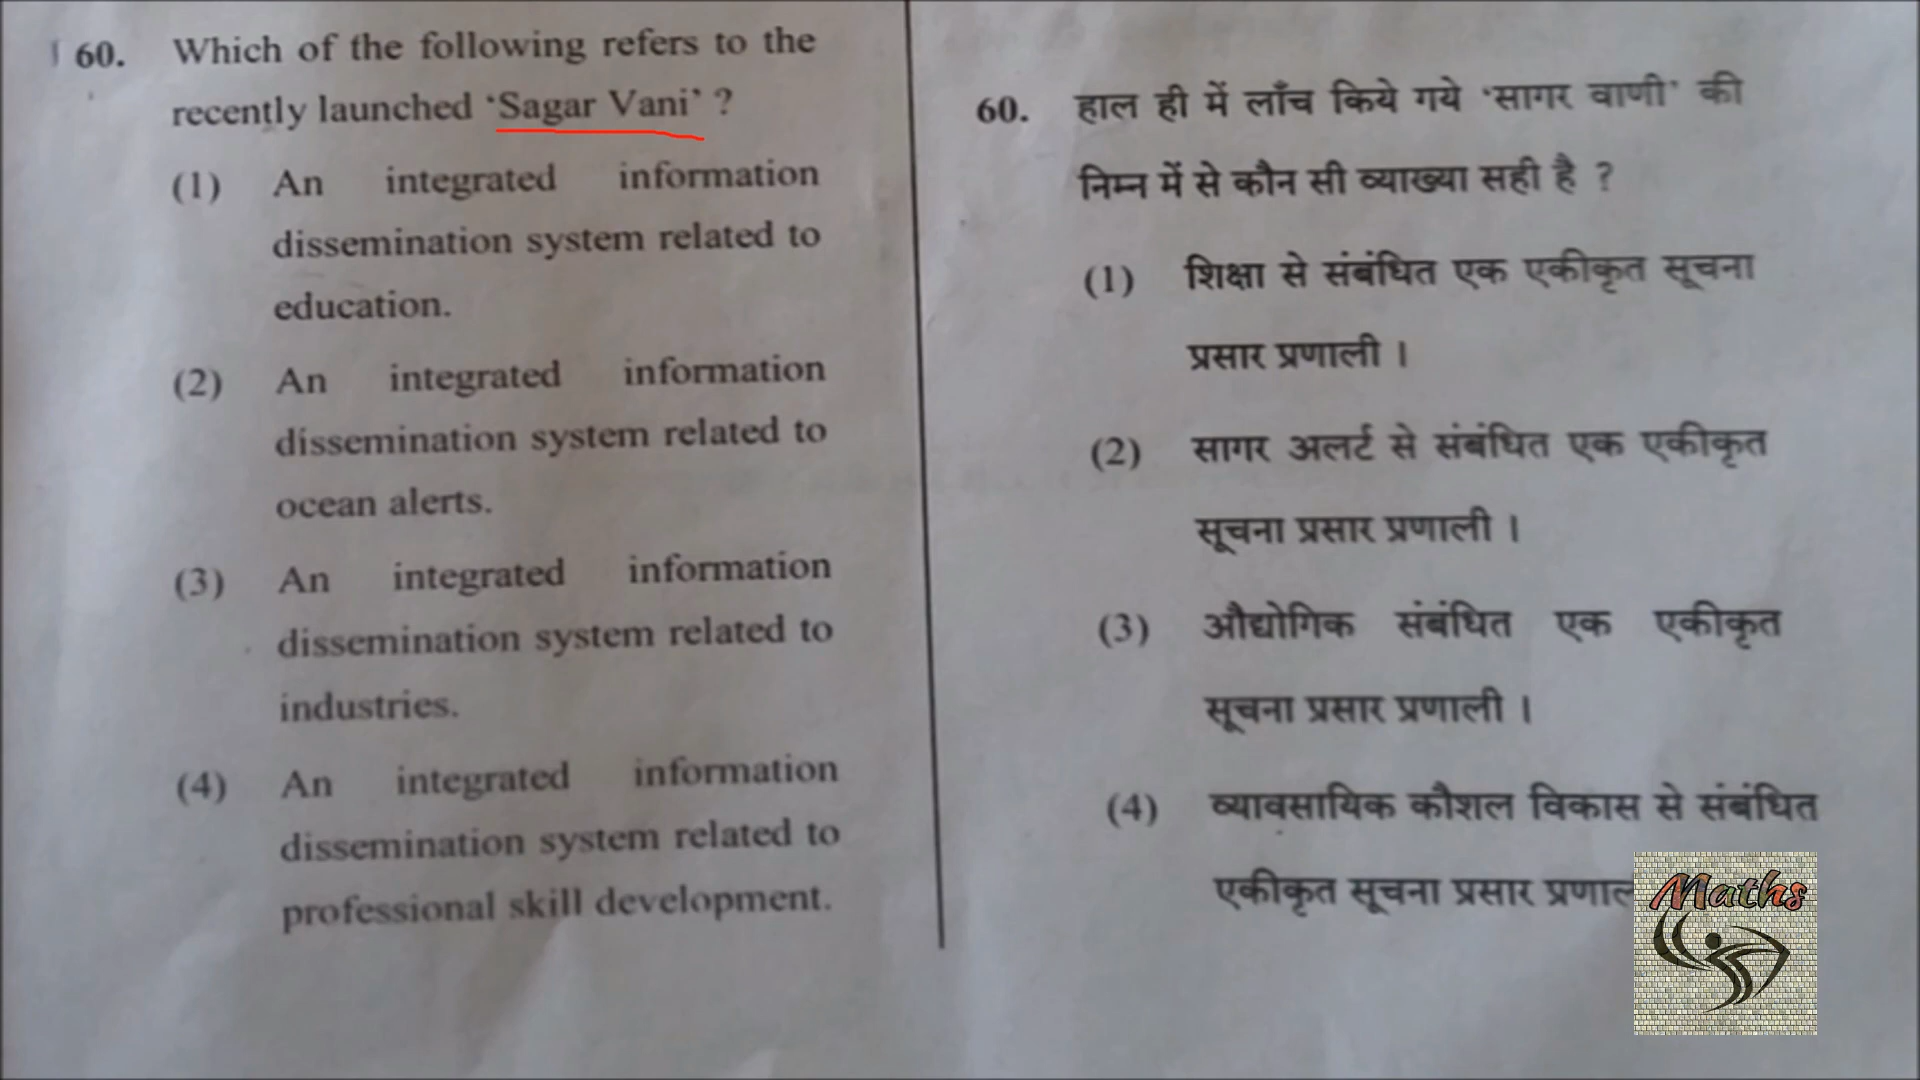 60. Which of the following refers to the
recently launched ‘Sagar Vani’ ?
(1) An integrated information
dissemination system related to
education.
(2) An integrated information
dissemination system related to
ocean alerts.
(3) An integrated information
dissemination system related to
industries.
(4) An integrated information
dissemination system related to
professional skill development.
60. हाल ही में लाँच किये गये ‘सागर वाणी’ की
निम्न में से कौन सी व्याख्या सही है ?
(1) शिक्षा से संबंधित एक एकीकृत सूचना
प्रसार प्रणाली ।
(2) सागर अलर्ट से संबंधित एक एकीकृत
सूचना प्रसार प्रणाली ।
(3) औद्योगिक संबंधित एक एकीकृत
सूचना प्रसार प्रणाली ।
(4) व्यावसायिक कौशल विकास से संबंधित
एकीकृत सूचना प्रसार
Maths